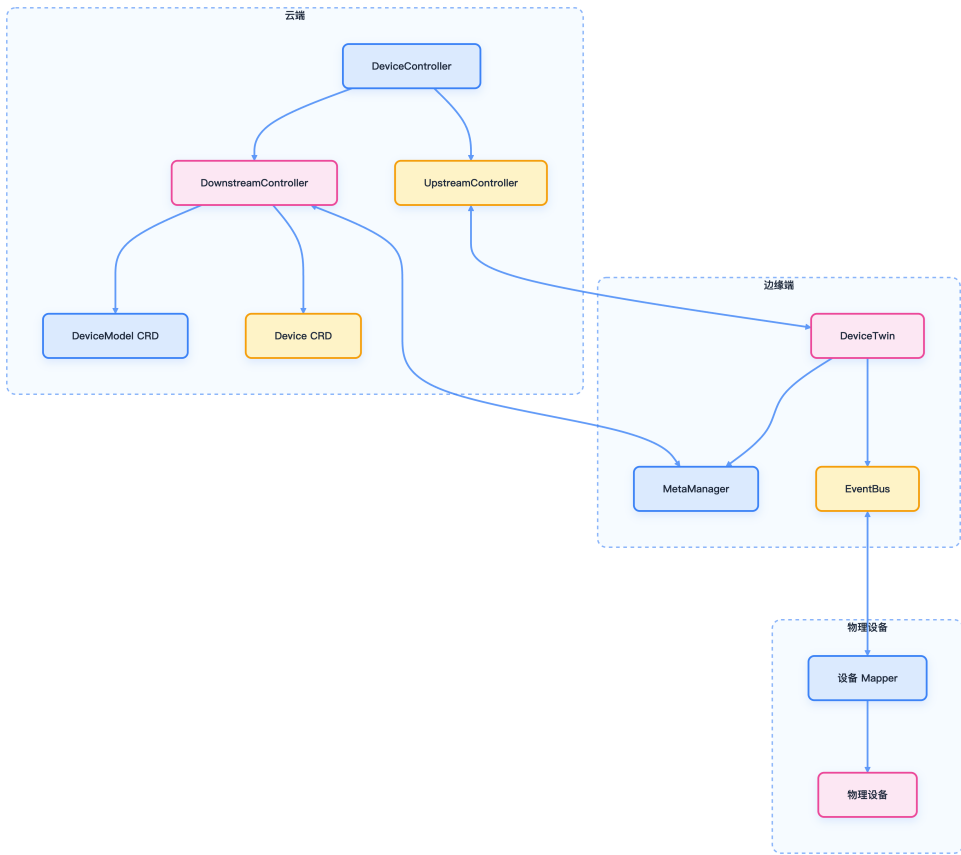 云端
DeviceController
DownstreamController
UpstreamController
DeviceModel CRD
Device CRD
边缘端
DeviceTwin
MetaManager
EventBus
物理设备
设备 Mapper
物理设备